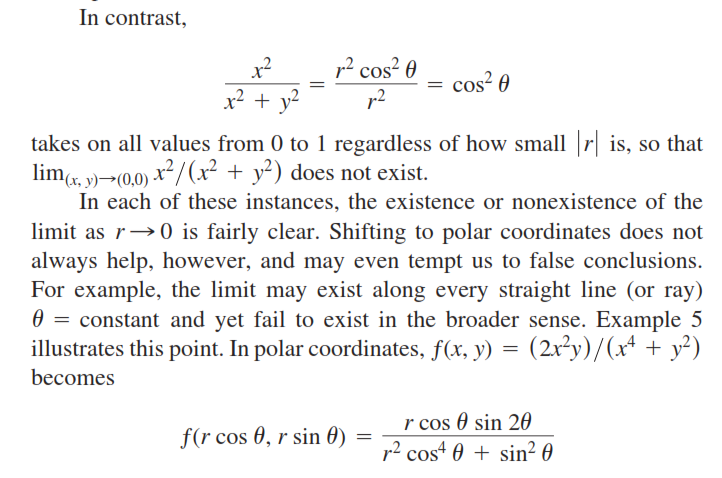 In contrast,
x² / (x² + y²) = r² cos² θ / r² = cos² θ
takes on all values from 0 to 1 regardless of how small |r| is, so that
lim(x, y)→(0,0) x²/(x² + y²) does not exist.
In each of these instances, the existence or nonexistence of the
limit as r→0 is fairly clear. Shifting to polar coordinates does not
always help, however, and may even tempt us to false conclusions.
For example, the limit may exist along every straight line (or ray)
θ = constant and yet fail to exist in the broader sense. Example 5
illustrates this point. In polar coordinates, f(x, y) = (2x²y)/(x⁴ + y²)
becomes
f(r cos θ, r sin θ) = r cos θ sin 2θ / (r² cos⁴ θ + sin² θ)